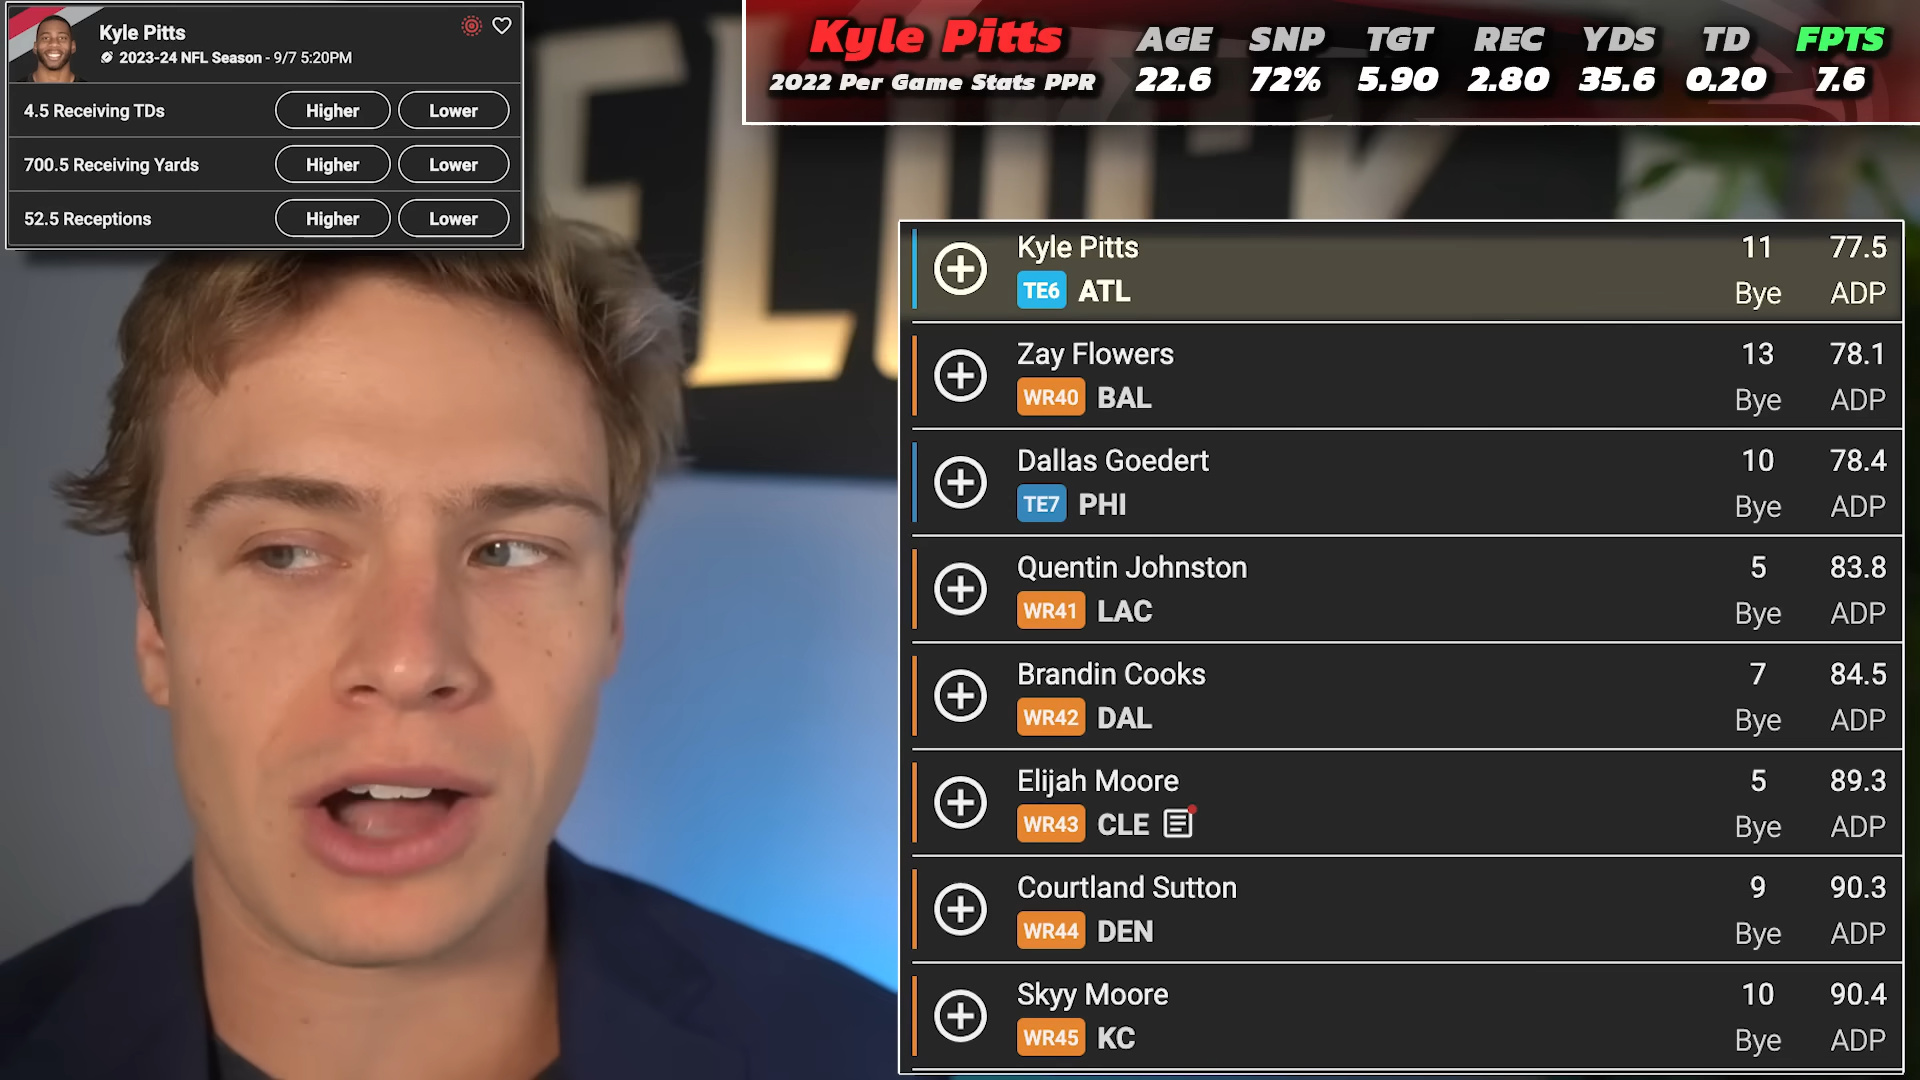 Kyle Pitts
2023-24 NFL Season - 9/7 5:20PM
4.5 Receiving TDs Higher Lower
700.5 Receiving Yards Higher Lower
52.5 Receptions Higher Lower
Kyle Pitts
2022 Per Game Stats PPR
AGE SNP TGT REC YDS TD FPTS
22.6 72% 5.90 2.80 35.6 0.20 7.6
Kyle Pitts 11 77.5
TE6 ATL Bye ADP
Zay Flowers 13 78.1
WR40 BAL Bye ADP
Dallas Goedert 10 78.4
TE7 PHI Bye ADP
Quentin Johnston 5 83.8
WR41 LAC Bye ADP
Brandin Cooks 7 84.5
WR42 DAL Bye ADP
Elijah Moore 5 89.3
WR43 CLE Bye ADP
Courtland Sutton 9 90.3
WR44 DEN Bye ADP
Skyy Moore 10 90.4
WR45 KC Bye ADP